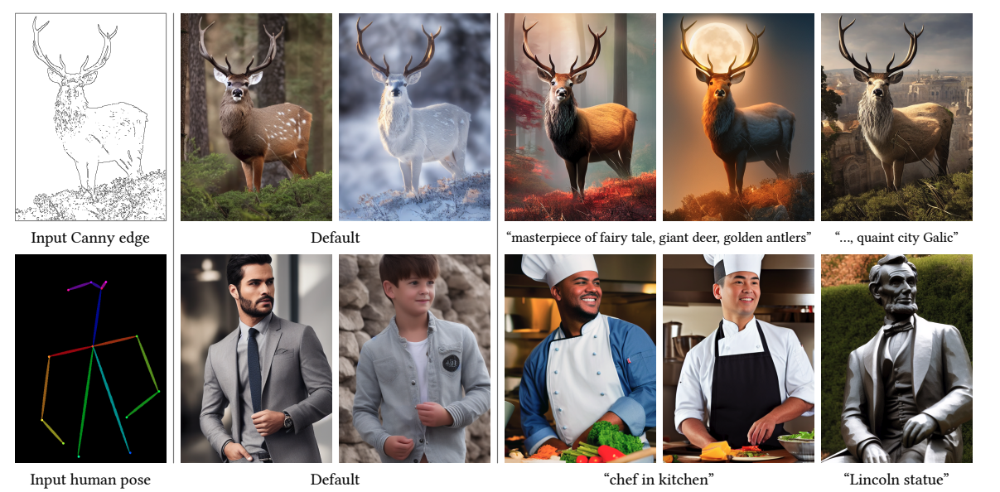 Input Canny edge
Default
“masterpiece of fairy tale, giant deer, golden antlers”
“..., quaint city Galic”
Input human pose
Default
“chef in kitchen”
“Lincoln statue”